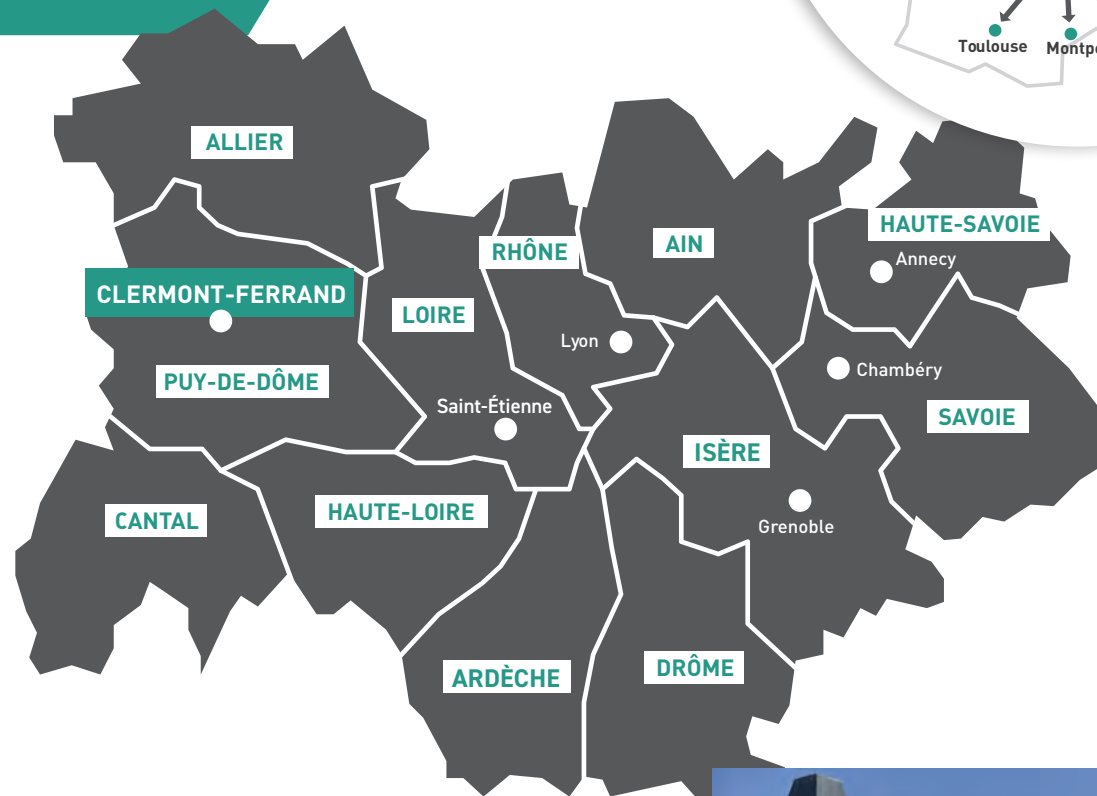 Toulouse
ALLIER
HAUTE-SAVOIE
RHÔNE
AIN
Annecy
CLERMONT-FERRAND
LOIRE
Lyon
Chambéry
PUY-DE-DÔME
Saint-Étienne
SAVOIE
ISÈRE
HAUTE-LOIRE
CANTAL
Grenoble
DRÔME
ARDÈCHE